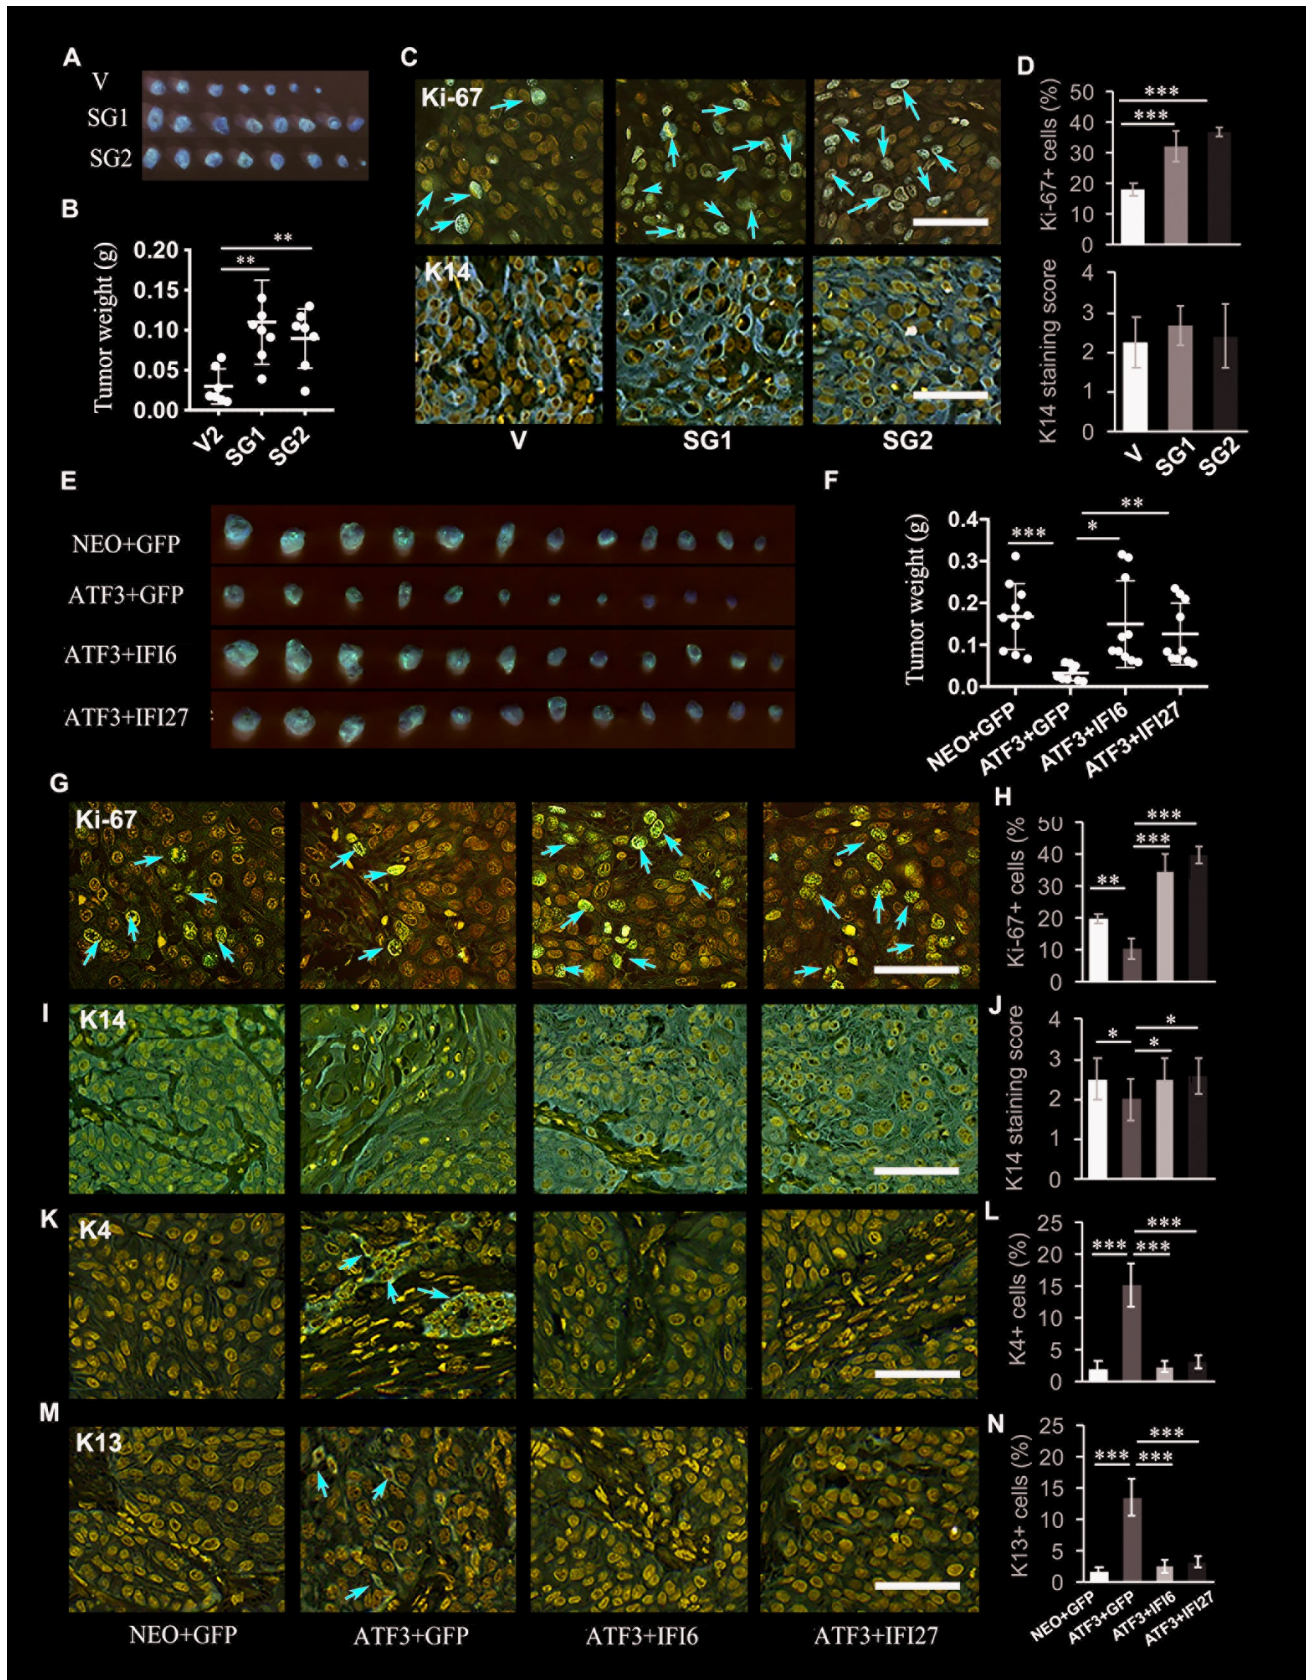 A
V
SG1
SG2
B
Tumor weight (g)
0.20
0.15
0.10
0.05
0.00
** **
V2 SG1 SG2
C
Ki-67
K14
V SG1 SG2
D
Ki-67+ cells (%)
50
40
30
20
10
0
***
***
K14 staining score
4
3
2
1
0
V SG1 SG2
E
NEO+GFP
ATF3+GFP
ATF3+IFI6
ATF3+IFI27
F
Tumor weight (g)
0.4
0.3
0.2
0.1
0.0
*** * **
NEO+GFP ATF3+GFP ATF3+IFI6 ATF3+IFI27
G
Ki-67
H
Ki-67+ cells (%
50
40
30
20
10
0
***
***
**
I
K14
J
K14 staining score
4
3
2
1
0
* * *
K
K4
L
K4+ cells (%)
25
20
15
10
5
0
***
*** ***
M
K13
N
K13+ cells (%)
25
20
15
10
5
0
***
*** ***
NEO+GFP ATF3+GFP ATF3+IFI6 ATF3+IFI27
NEO+GFP ATF3+GFP ATF3+IFI6 ATF3+IFI27